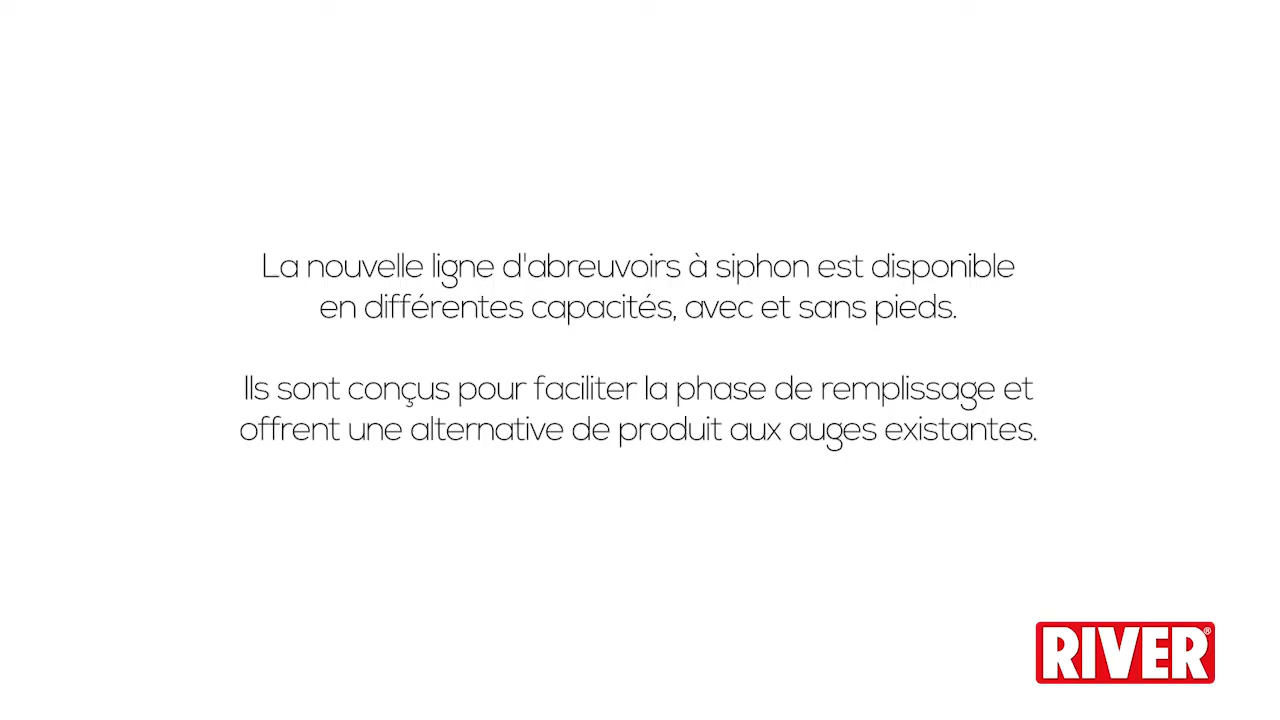 La nouvelle ligne d'abreuvoirs à siphon est disponible
en différentes capacités, avec et sans pieds.
Ils sont conçus pour faciliter la phase de remplissage et
offrent une alternative de produit aux auges existantes.
RIVER®